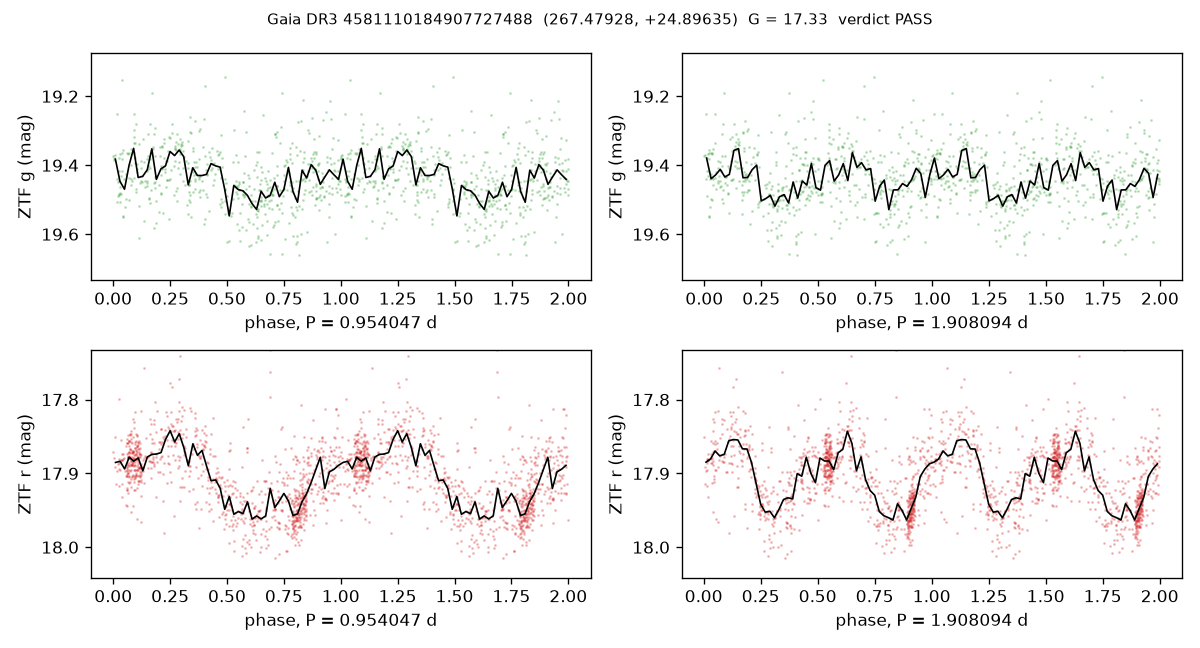 Gaia DR3 4581110184907727488 (267.47928, +24.89635) G = 17.33 verdict PASS
ZTF g (mag)
19.2
19.4
19.6
0.00 0.25 0.50 0.75 1.00 1.25 1.50 1.75 2.00
phase, P = 0.954047 d
ZTF g (mag)
19.2
19.4
19.6
0.00 0.25 0.50 0.75 1.00 1.25 1.50 1.75 2.00
phase, P = 1.908094 d
ZTF r (mag)
17.8
17.9
18.0
0.00 0.25 0.50 0.75 1.00 1.25 1.50 1.75 2.00
phase, P = 0.954047 d
ZTF r (mag)
17.8
17.9
18.0
0.00 0.25 0.50 0.75 1.00 1.25 1.50 1.75 2.00
phase, P = 1.908094 d